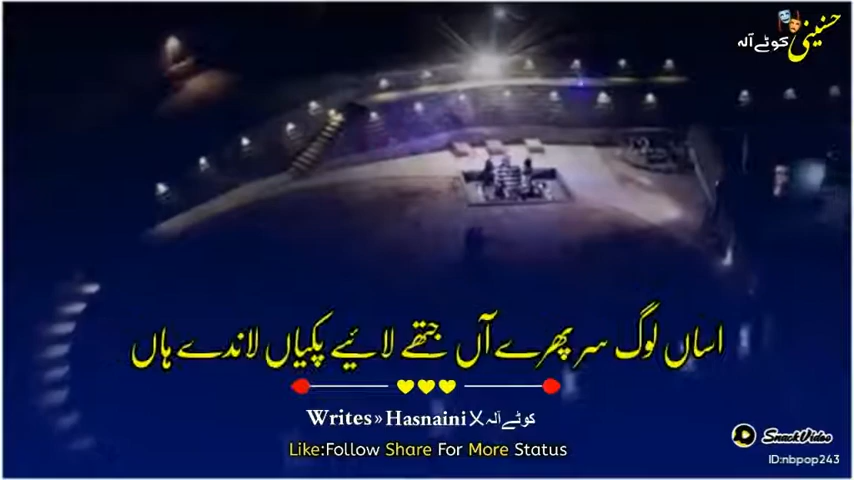 حسنینی
کوٹے آلہ
اساں لوگ سر پھرے آں جتھے لائیے پکیاں لاندے ہاں
Writes» Hasnaini X کوٹے آلہ
Like:Follow Share For More Status
SnackVideo
ID:nbpop243